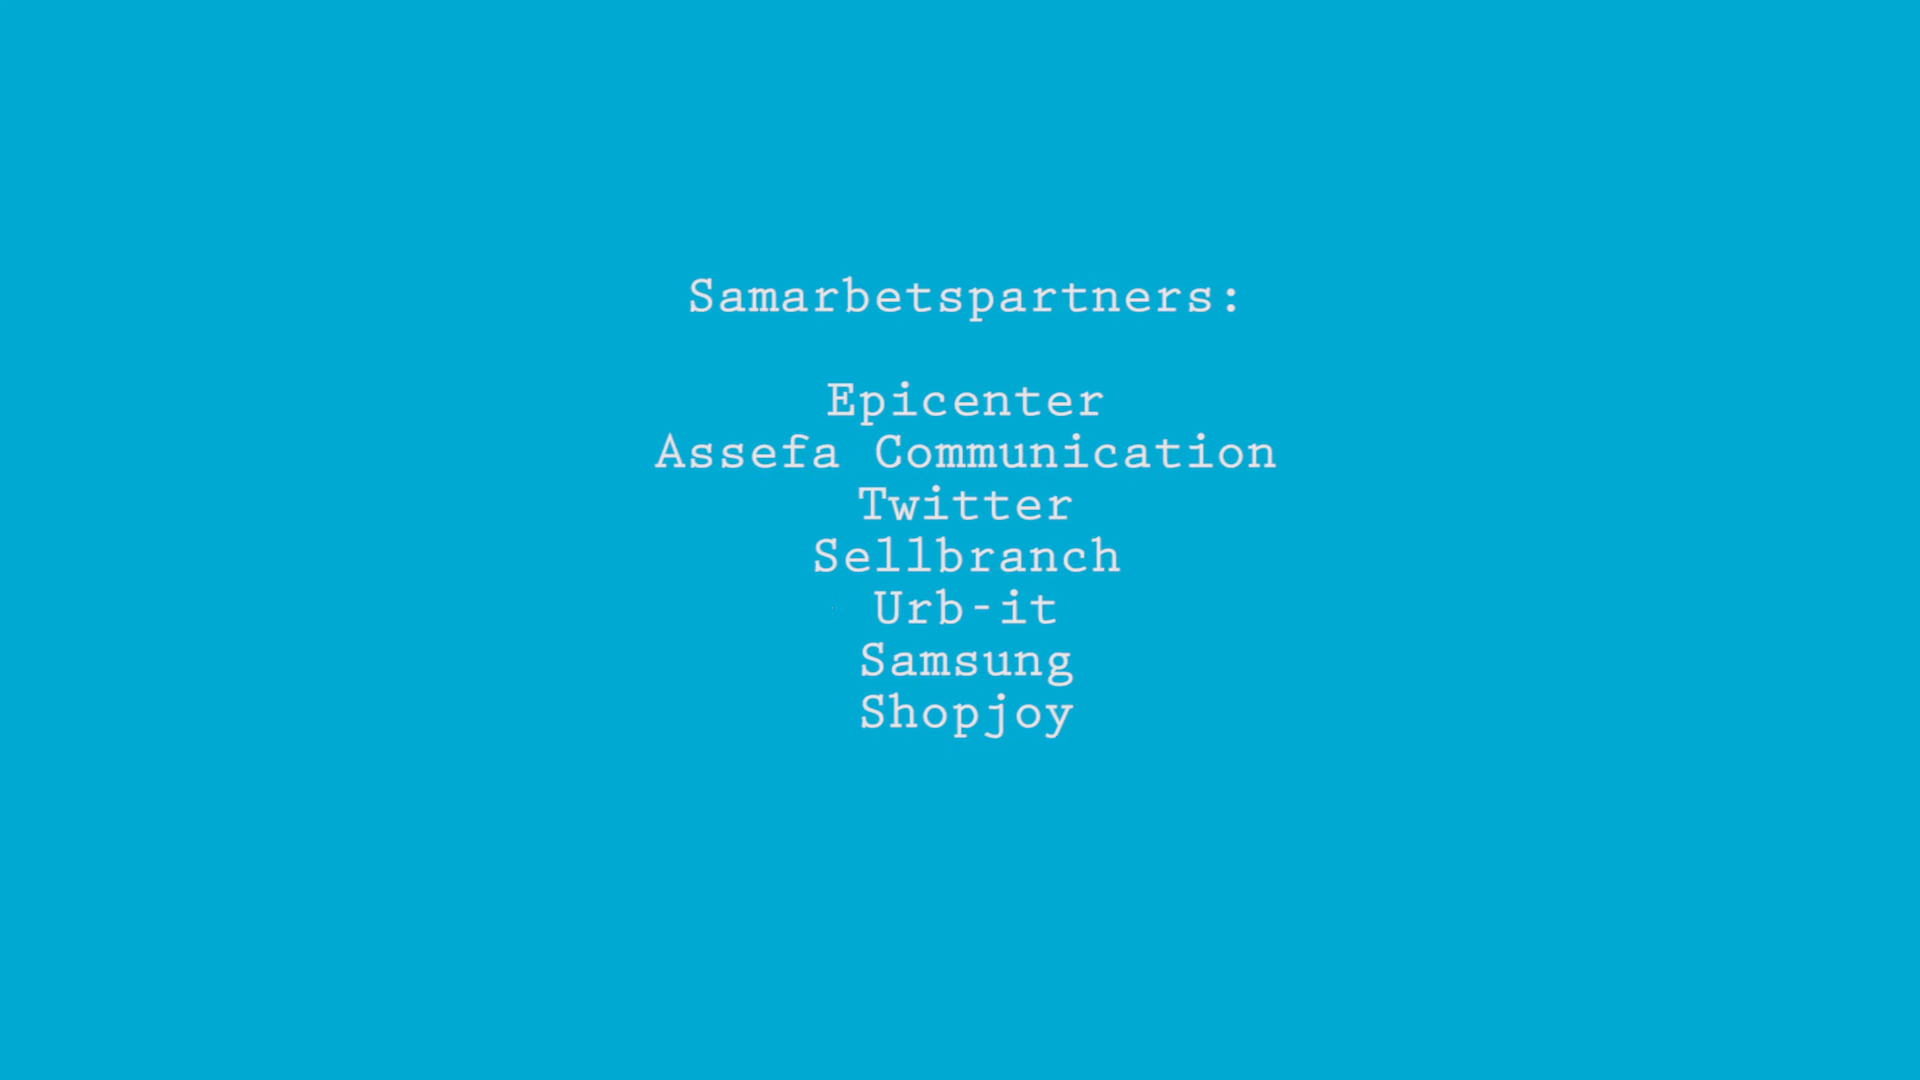 Samarbetspartners:
Epicenter
Assefa Communication
Twitter
Sellbranch
Urb-it
Samsung
Shopjoy